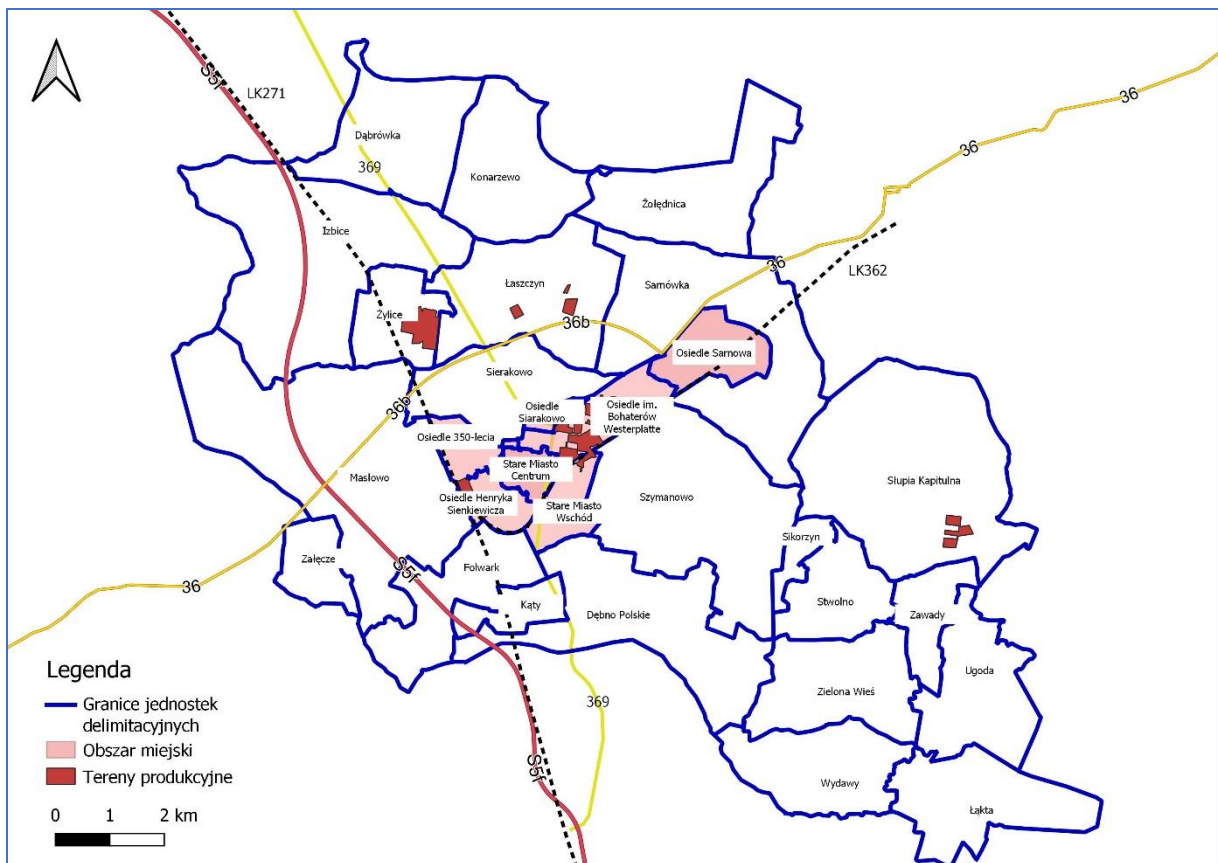 S5f
LK271
36
Dąbrówka
369
Konarzewo
Żołędnica
36
Izbice
36
LK362
Łaszczyn
Sarnówka
Żylice
36b
Osiedle Sarnowa
Sierakowo
36b
Osiedle
Siarakowo
Osiedle im.
Bohaterów
Westerplatte
Osiedle 350-lecia
Stare Miasto
Centrum
Masłowo
Osiedle Henryka
Sienkiewicza
Stare Miasto
Wschód
Szymanowo
Słupia Kapitulna
Sikorzyn
Załęcze
S5f
Folwark
36
Kąty
Dębno Polskie
Stwolno
Zawady
Ugoda
Zielona Wieś
369
S5f
Wydawy
Łąkta
Legenda
Granice jednostek
delimitacyjnych
Obszar miejski
Tereny produkcyjne
0 1 2 km